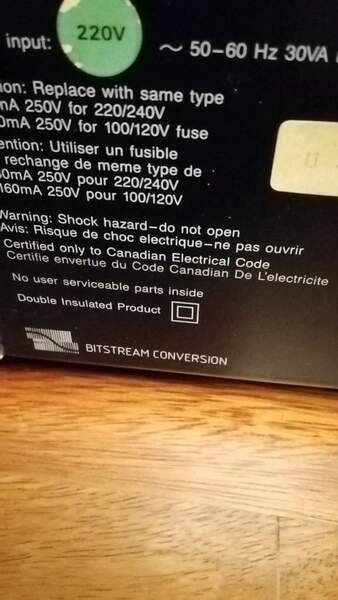 220V
input:
~ 50-60 Hz 30VA
Replace with same type
mA 250V for 220/240V
mA 250V for 100/120V fuse
Utiliser un fusible
rechange de meme type de
mA 250V pour 220/240V
160mA 250V pour 100/120V
Warning: Shock hazard-do not open
Avis: Risque de choc electrique-ne pas ouvrir
Certified only to Canadian Electrical Code
Certifie envertue du Code Canadian De L'electricite
No user serviceable parts inside
Double Insulated Product
BITSTREAM CONVERSION